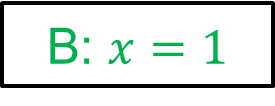 B: x = 1